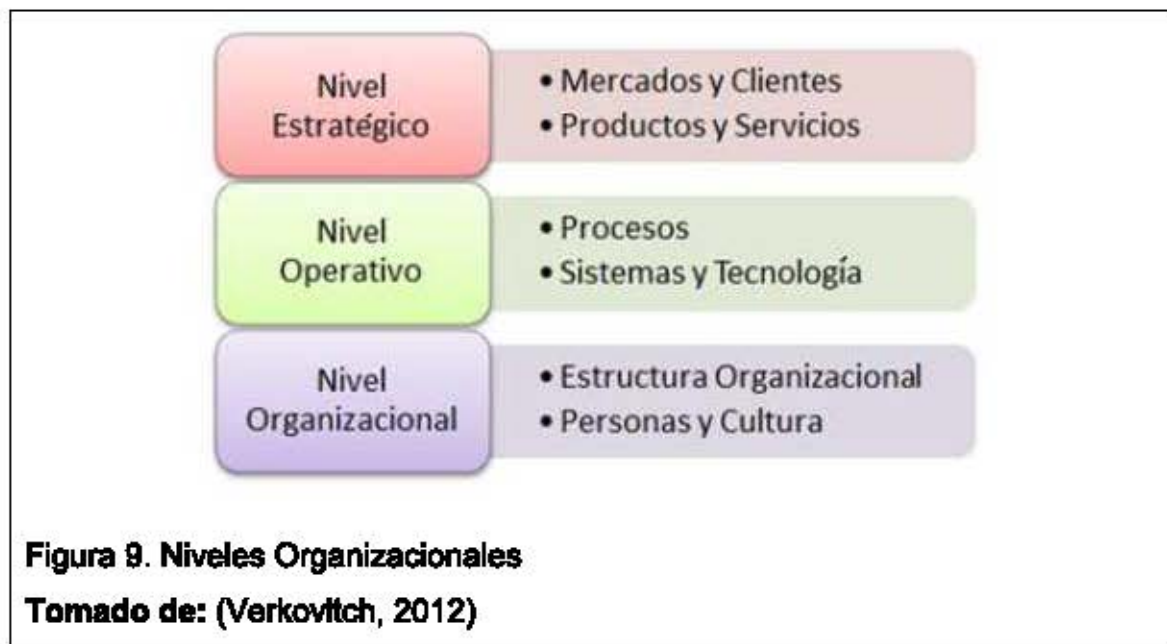 Nivel
Estratégico
• Mercados y Clientes
• Productos y Servicios
Nivel
Operativo
• Procesos
• Sistemas y Tecnología
Nivel
Organizacional
• Estructura Organizacional
• Personas y Cultura
Figura 9. Niveles Organizacionales
Tomado de: (Verkovitch, 2012)